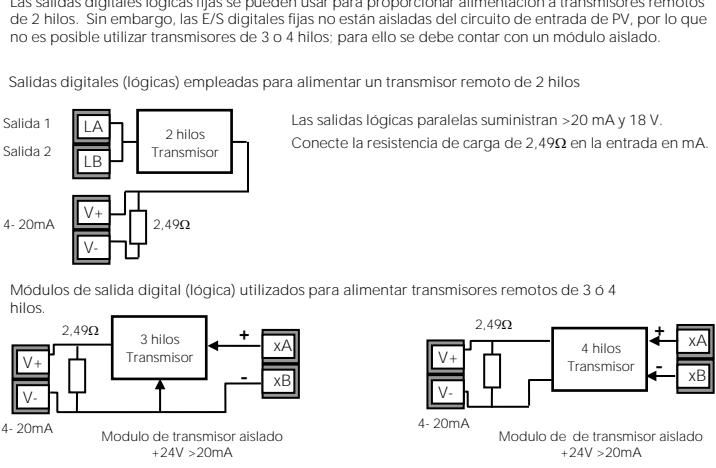 Las salidas digitales lógicas fijas se pueden usar para proporcionar alimentación a transmisores remotos
de 2 hilos. Sin embargo, las E/S digitales fijas no están aisladas del circuito de entrada de PV, por lo que
no es posible utilizar transmisores de 3 o 4 hilos; para ello se debe contar con un módulo aislado.
Salidas digitales (lógicas) empleadas para alimentar un transmisor remoto de 2 hilos
Salida 1
LA
2 hilos
Transmisor
Salida 2
LB
Las salidas lógicas paralelas suministran >20 mA y 18 V.
Conecte la resistencia de carga de 2,49Ω en la entrada en mA.
4- 20mA
V+
V-
2,49Ω
Módulos de salida digital (lógica) utilizados para alimentar transmisores remotos de 3 ó 4
hilos.
2,49Ω
V+
V-
4- 20mA
3 hilos
Transmisor
+
-
xA
xB
Modulo de transmisor aislado
+24V >20mA
2,49Ω
V+
V-
4- 20mA
4 hilos
Transmisor
+
-
xA
xB
Modulo de  de transmisor aislado
+24V >20mA